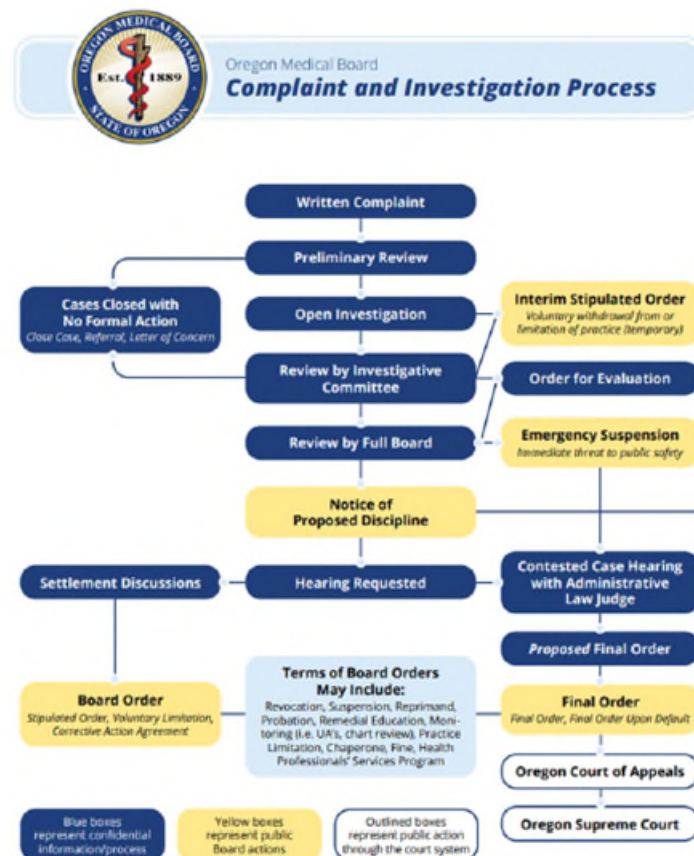 OREGON MEDICAL BOARD
Est. 1889
STATE OF OREGON
Oregon Medical Board
Complaint and Investigation Process
Written Complaint
Preliminary Review
Cases Closed with
No Formal Action
Close Case, Referral, Letter of Concern
Open Investigation
Interim Stipulated Order
Voluntary withdrawal from or
limitation of practice (temporary)
Review by Investigative
Committee
Order for Evaluation
Review by Full Board
Emergency Suspension
Immediate threat to public safety
Notice of
Proposed Discipline
Settlement Discussions
Hearing Requested
Contested Case Hearing
with Administrative
Law Judge
Proposed Final Order
Board Order
Stipulated Order, Voluntary Limitation,
Corrective Action Agreement
Terms of Board Orders
May Include:
Revocation, Suspension, Reprimand,
Probation, Remedial Education, Moni-
toring (i.e. UA's, chart review), Practice
Limitation, Chaperone, Fine, Health
Professionals' Services Program
Final Order
Final Order, Final Order Upon Default
Oregon Court of Appeals
Oregon Supreme Court
Blue boxes
represent confidential
information/process
Yellow boxes
represent public
Board actions
Outlined boxes
represent public action
through the court system